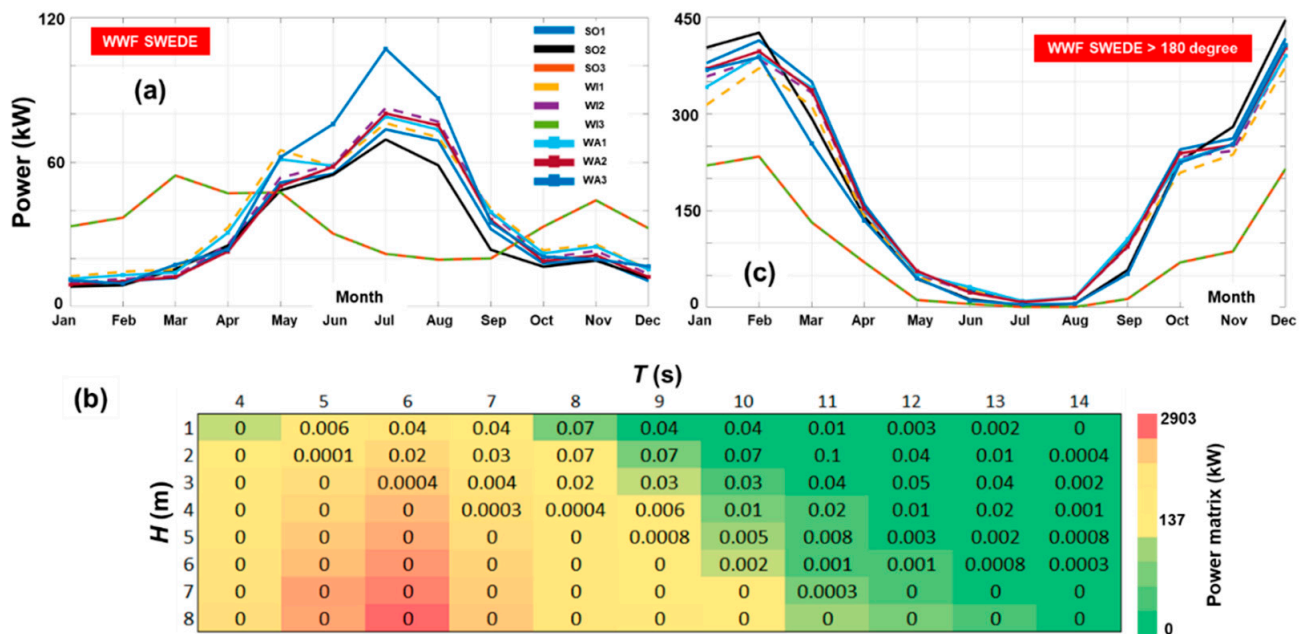 120
WWF SWEDE
(a)
SO1
SO2
SO3
WI1
WI2
WI3
WA1
WA2
WA3
60
0
Power (kW)
Month
Jan Feb Mar Apr May Jun Jul Aug Sep Oct Nov Dec
450
WWF SWEDE > 180 degree
300
150
0
(c)
Month
Jan Feb Mar Apr May Jun Jul Aug Sep Oct Nov Dec
(b)
T (s)
4 5 6 7 8 9 10 11 12 13 14
H (m)
1 0 0.006 0.04 0.04 0.07 0.04 0.04 0.01 0.003 0.002 0
2 0 0.0001 0.02 0.03 0.07 0.07 0.07 0.1 0.04 0.01 0.0004
3 0 0 0.0004 0.004 0.02 0.03 0.03 0.04 0.05 0.04 0.002
4 0 0 0 0.0003 0.0004 0.006 0.01 0.02 0.01 0.02 0.001
5 0 0 0 0 0 0.0008 0.005 0.008 0.003 0.002 0.0008
6 0 0 0 0 0 0 0.002 0.001 0.001 0.0008 0.0003
7 0 0 0 0 0 0 0 0.0003 0 0 0
8 0 0 0 0 0 0 0 0 0 0 0
2903
137
0
Power matrix (kW)